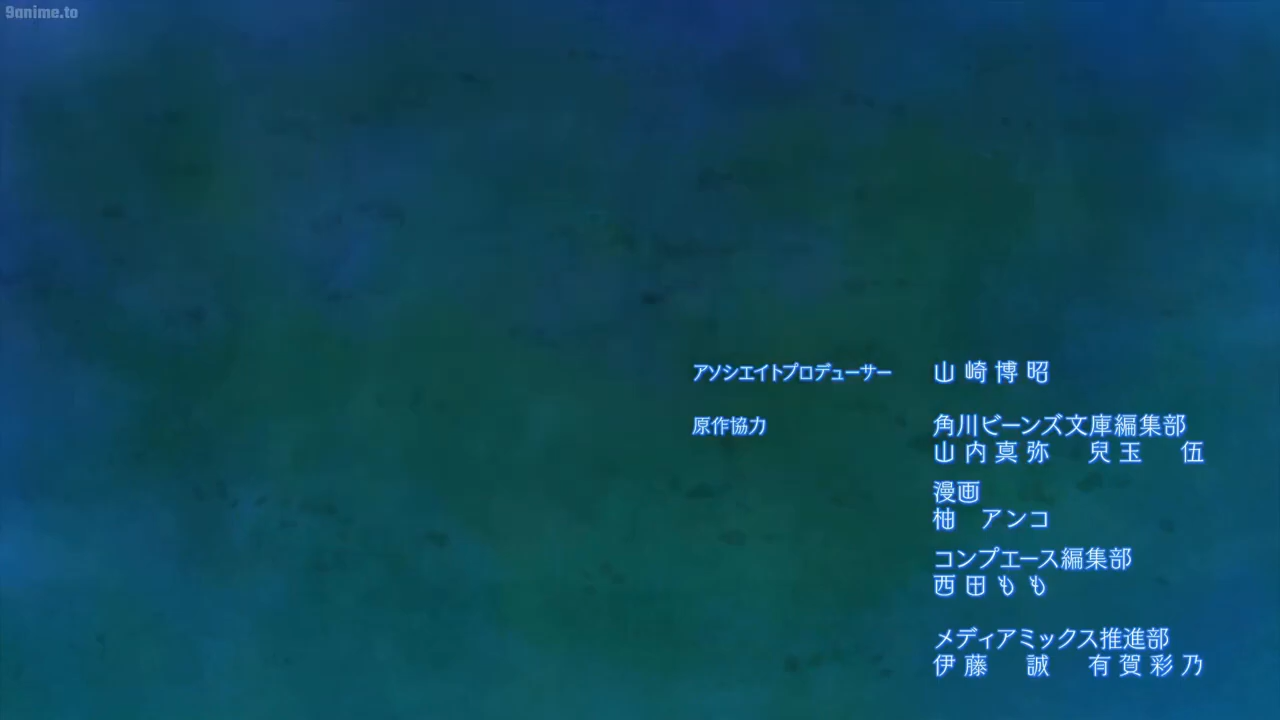 9anime.to
アソシエイトプロデューサー 山崎博昭
原作協力 角川ビーンズ文庫編集部
山内真弥 兒玉 伍
漫画
柚 アンコ
コンプエース編集部
西田もも
メディアミックス推進部
伊藤 誠 有賀彩乃